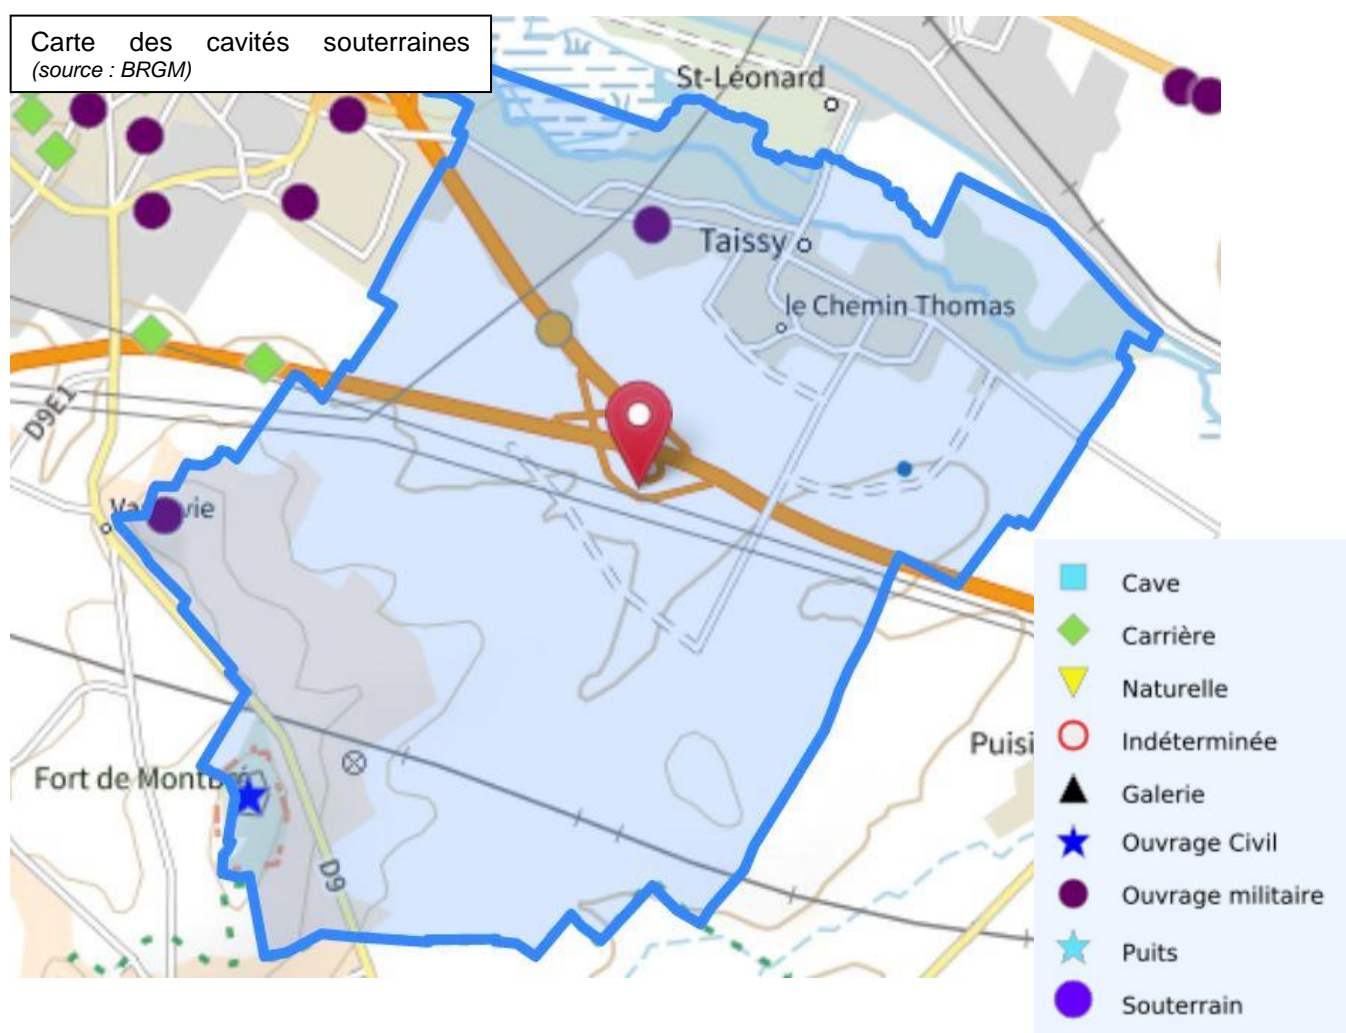 Carte des cavités souterraines
(source : BRGM)
St-Léonard
Taissy
le Chemin Thomas
D9E1
Fort de Montbré
D9
Puisi
Cave
Carrière
Naturelle
Indéterminée
Galerie
Ouvrage Civil
Ouvrage militaire
Puits
Souterrain